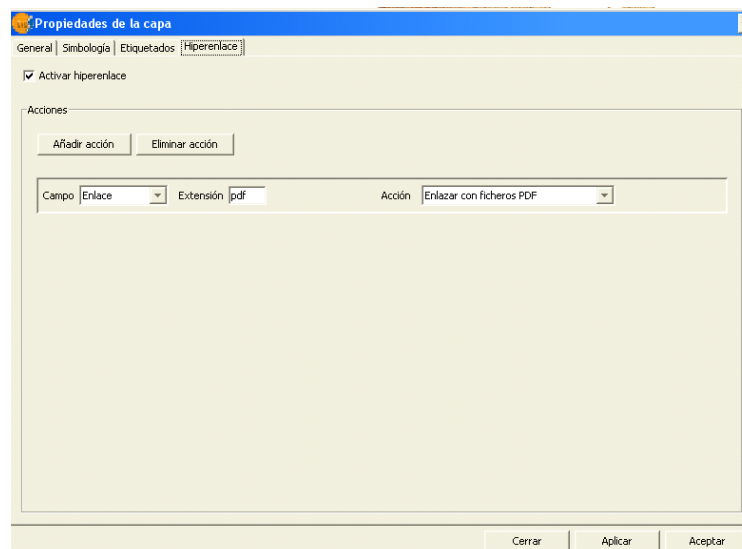 Propiedades de la capa
General Simbología Etiquetados Hiperenlace
Activar hiperenlace
Acciones
Añadir acción Eliminar acción
Campo Enlace Extensión pdf Acción Enlazar con ficheros PDF
Cerrar Aplicar Aceptar